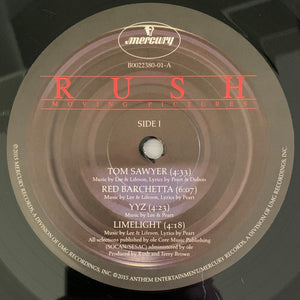 mercury
B0022380-01-A
RUSH
MOVING PICTURES
SIDE 1
TOM SAWYER (4:33)
Music by Lee & Lifeson, Lyrics by Peart & Dubois
RED BARCHETTA (6:07)
Music by Lee & Lifeson, Lyrics by Peart
YYZ (4:23)
Music by Lee & Peart
LIMELIGHT (4:18)
Music by Lee & Lifeson, Lyrics by Peart
All selections published by ole Core Music Publishing
(SOCAN/SESAC) administered by ole
Produced by Rush and Terry Brown
©2015 MERCURY RECORDS, A DIVISION OF UMG RECORDINGS, INC.
©2015 ANTHEM ENTERTAINMENT/MERCURY RECORDS, A DIVISION OF UMG RECORDINGS, INC.